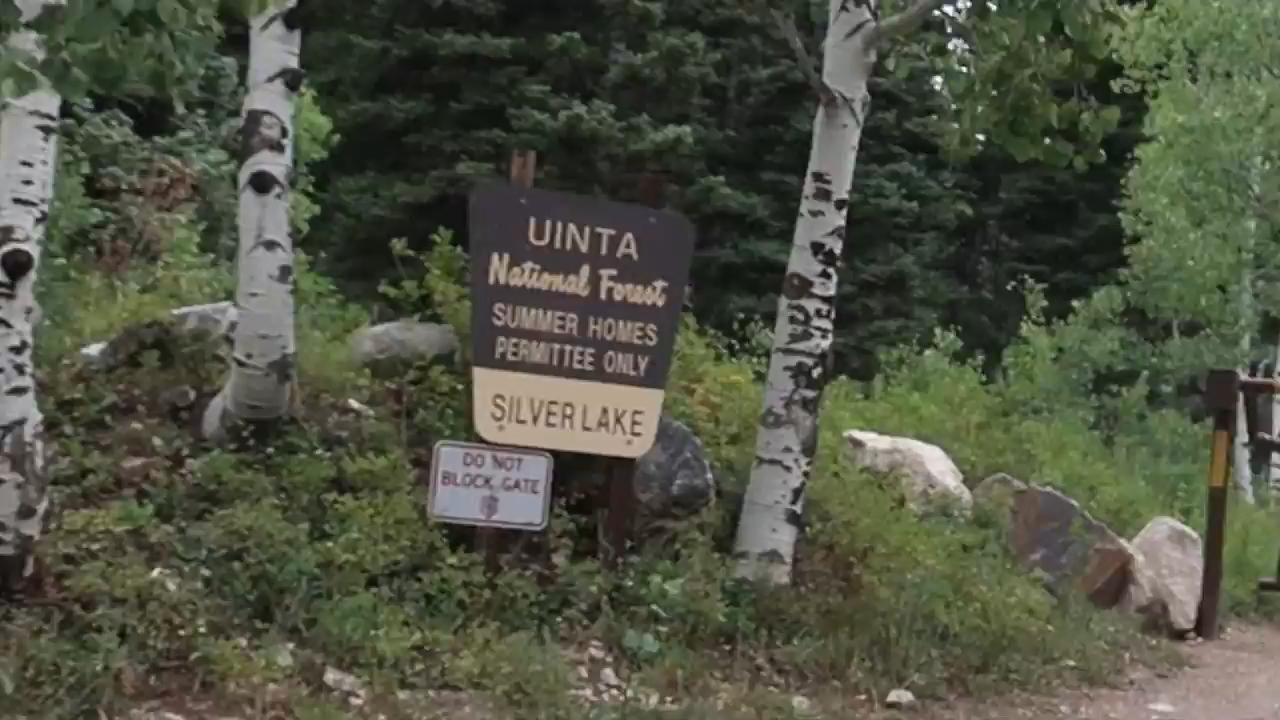 UINTA
National Forest
SUMMER HOMES
PERMITTEE ONLY
SILVER LAKE
DO NOT
BLOCK GATE